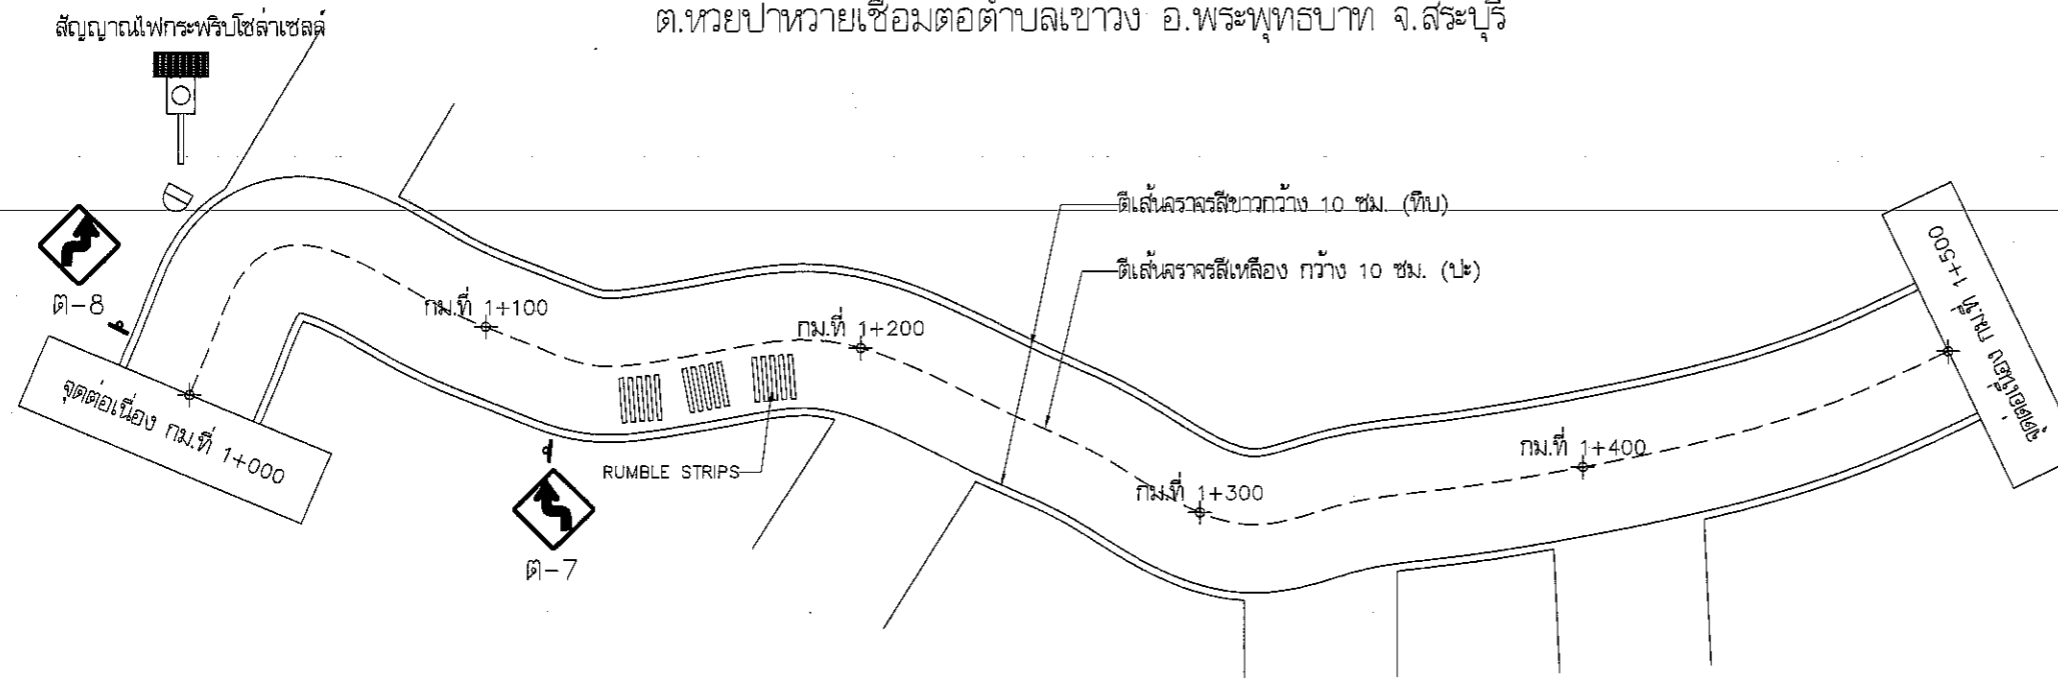 ต.ห้วยป่าหวายเชื่อมต่อตำบลเขาวง อ.พระพุทธบาท จ.สระบุรี
สัญญาณไฟกระพริบโซล่าเซลล์
ตีเส้นจราจรสีขาวกว้าง 10 ซม. (ทึบ)
ตีเส้นจราจรสีเหลือง กว้าง 10 ซม. (ปะ)
ต-8
กม.ที่ 1+100
กม.ที่ 1+200
จุดต่อเนื่อง กม.ที่ 1+000
RUMBLE STRIPS
ต-7
กม.ที่ 1+300
กม.ที่ 1+400
จุดต่อเนื่อง กม.ที่ 1+500